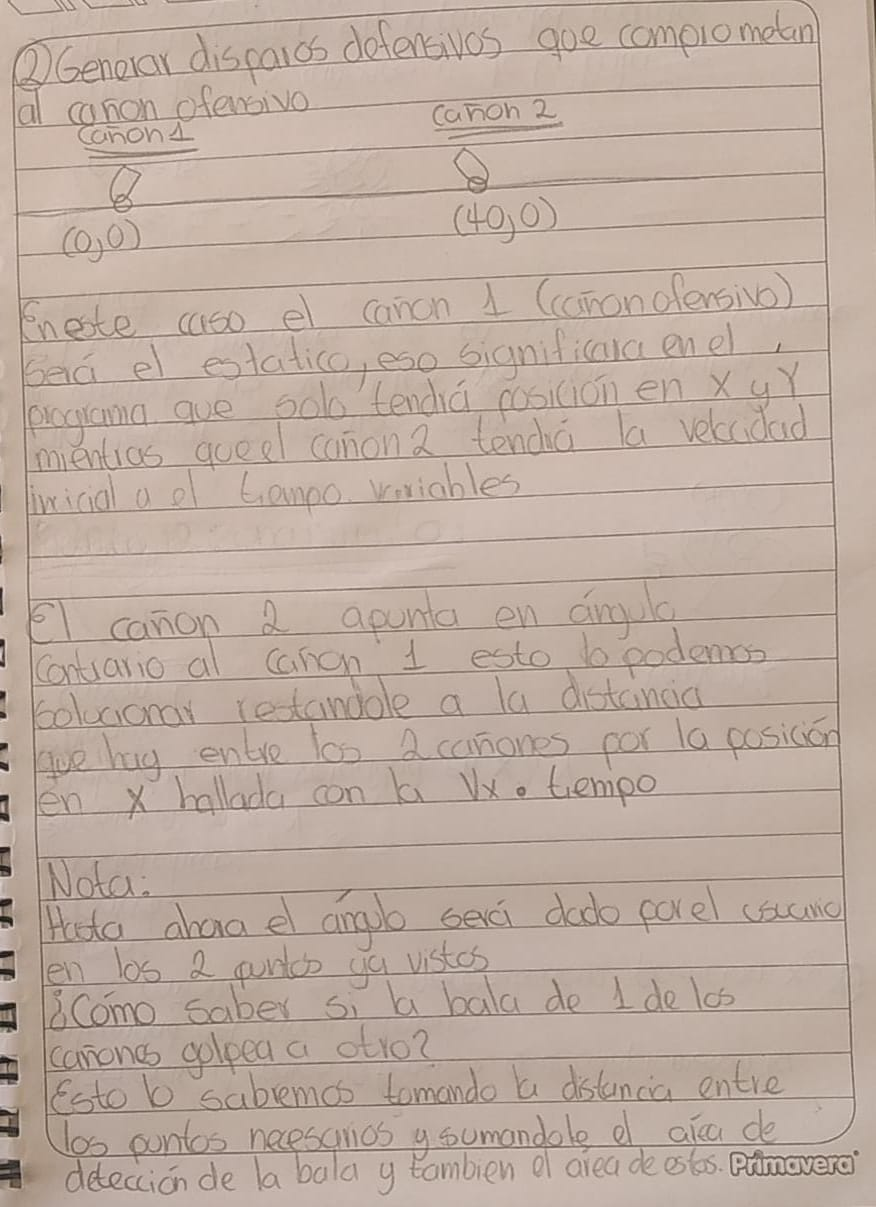 ② Generar disparos defensivos que comprometan
al cañon ofensivo
Cañon 1
Cañon 2
(0,0)
(40,0)
En este caso el cañon 1 (cañon ofensivo)
será el estatico, eso significara en el
programa que solo tendrá posición en X y Y
mientras que el cañon 2 tendrá la velocidad
inicial y el tiempo variables
El cañon 2 apunta en ángulo
contrario al cañon 1 esto lo podemos
solucionar restandole a la distancia
que hay entre los 2 cañones por la posición
en X hallada con la Vx • tiempo
Nota:
Hasta ahora el ángulo será dado por el usuario
en los 2 puntos ya vistos
¿Cómo saber si la bala de 1 de los
cañones golpea a otro?
Esto lo sabremos tomando la distancia entre
los puntos necesarios y sumandole el aréa de
detección de la bala y tambien el area de estos.
Primavera